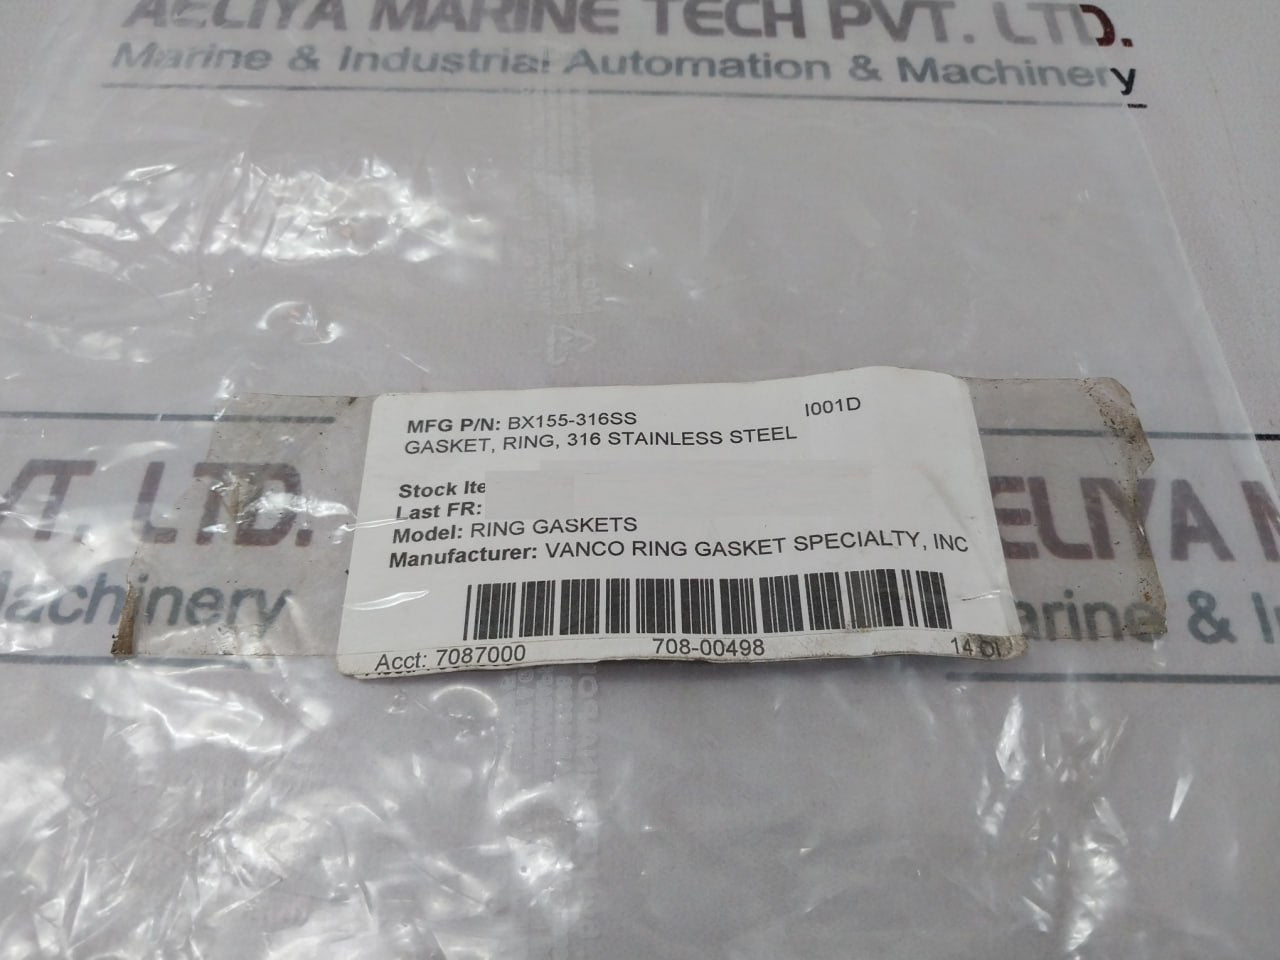 AELIYA MARINE TECH PVT. LTD.
Marine & Industrial Automation & Machinery
MFG P/N: BX155-316SS
I001D
GASKET, RING, 316 STAINLESS STEEL
Stock Ite
Last FR:
Model: RING GASKETS
Manufacturer: VANCO RING GASKET SPECIALTY, INC
Acct: 7087000
708-00498
VT. LTD.
Machinery
AELIYA M
Marine & I